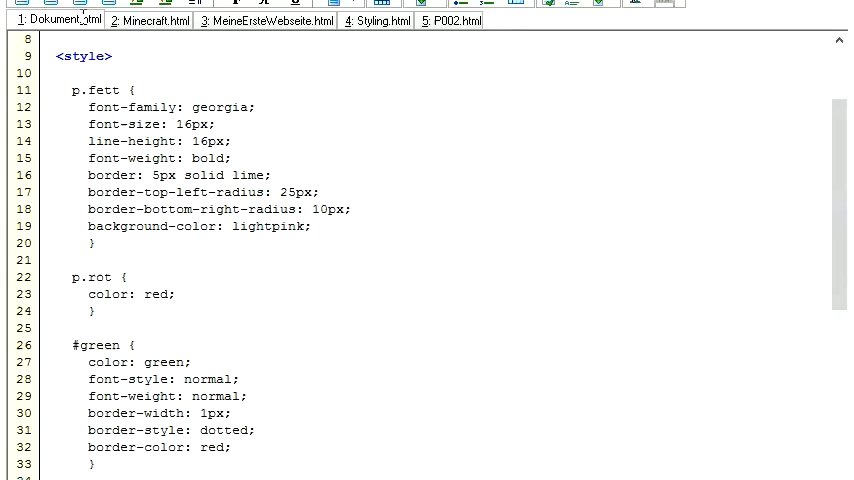 1: Dokument.html 2: Minecraft.html 3: MeineErsteWebseite.html 4: Styling.html 5: P002.html
8
9 <style>
10
11 p.fett {
12 font-family: georgia;
13 font-size: 16px;
14 line-height: 16px;
15 font-weight: bold;
16 border: 5px solid lime;
17 border-top-left-radius: 25px;
18 border-bottom-right-radius: 10px;
19 background-color: lightpink;
20 }
21
22 p.rot {
23 color: red;
24 }
25
26 #green {
27 color: green;
28 font-style: normal;
29 font-weight: normal;
30 border-width: 1px;
31 border-style: dotted;
32 border-color: red;
33 }